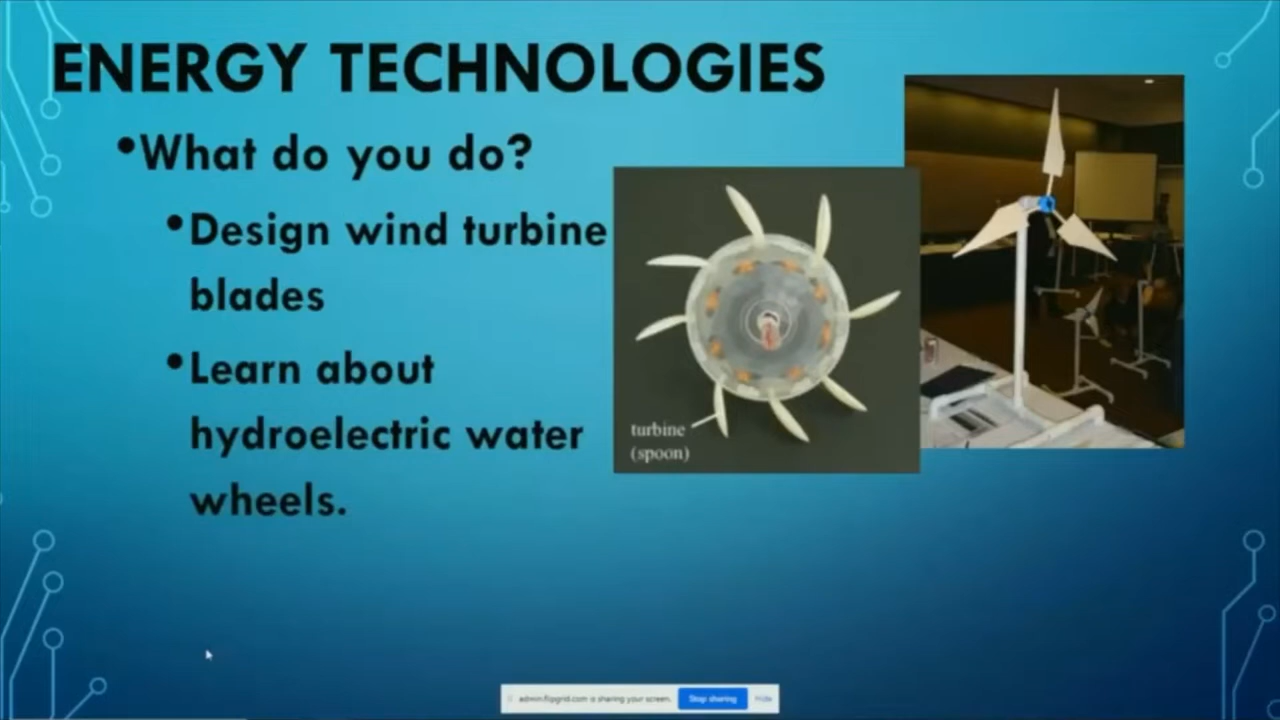 ENERGY TECHNOLOGIES
•What do you do?
•Design wind turbine
blades
•Learn about
hydroelectric water
wheels.
turbine
(spoon)
admin.flipgrid.com is sharing your screen. Stop sharing Hide